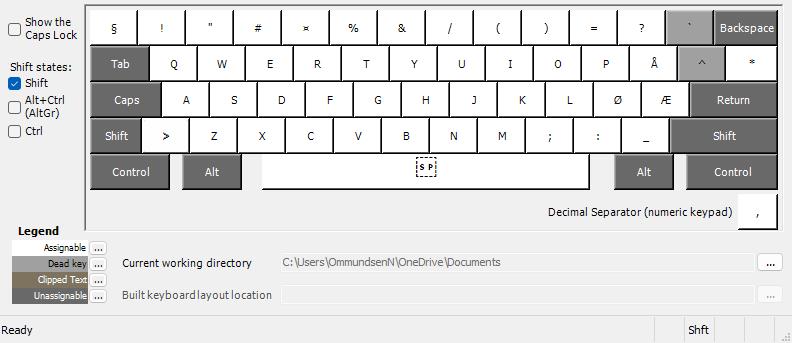 Show the
Caps Lock
§ ! " # ¤ % & / ( ) = ? ` Backspace
Shift states:
Tab Q W E R T Y U I O P Å ^ *
Shift
Alt+Ctrl
(AltGr)
Caps A S D F G H J K L Ø Æ Return
Ctrl
Shift > Z X C V B N M ; : _ Shift
Control Alt SP Alt Control
Decimal Separator (numeric keypad) ,
Legend
Assignable ...
Dead key ...
Current working directory C:\Users\OmmundsenN\OneDrive\Documents ...
Clipped Text ...
Unassignable ...
Built keyboard layout location ...
Ready Shft